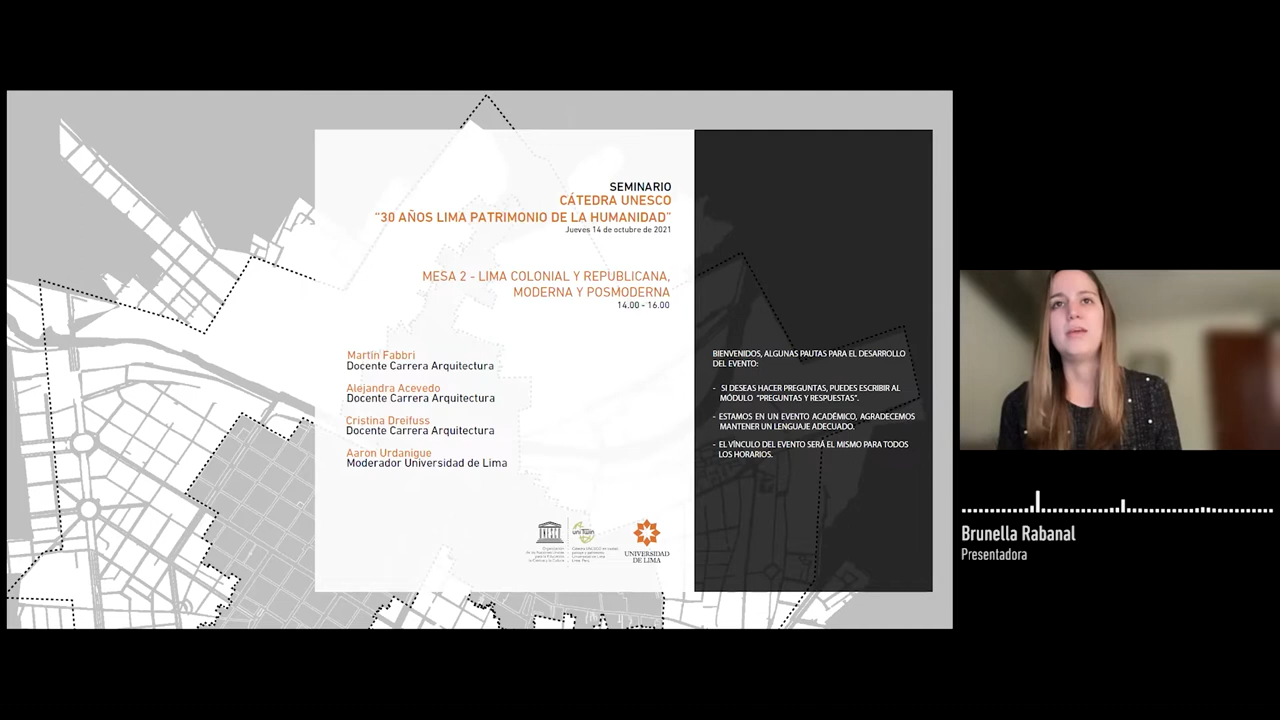 SEMINARIO
CÁTEDRA UNESCO
“30 AÑOS LIMA PATRIMONIO DE LA HUMANIDAD”
Jueves 14 de octubre de 2021
MESA 2 - LIMA COLONIAL Y REPUBLICANA,
MODERNA Y POSMODERNA
14.00 - 16.00
Martín Fabbri
Docente Carrera Arquitectura
Alejandra Acevedo
Docente Carrera Arquitectura
Cristina Dreifuss
Docente Carrera Arquitectura
Aaron Urdanigue
Moderador Universidad de Lima
UNIVERSIDAD
DE LIMA
BIENVENIDOS, ALGUNAS PAUTAS PARA EL DESARROLLO
DEL EVENTO:
- SI DESEAS HACER PREGUNTAS, PUEDES ESCRIBIR AL
MÓDULO “PREGUNTAS Y RESPUESTAS”.
- ESTAMOS EN UN EVENTO ACADÉMICO, AGRADECEMOS
MANTENER UN LENGUAJE ADECUADO.
- EL VÍNCULO DEL EVENTO SERÁ EL MISMO PARA TODOS
LOS HORARIOS.
Brunella Rabanal
Presentadora